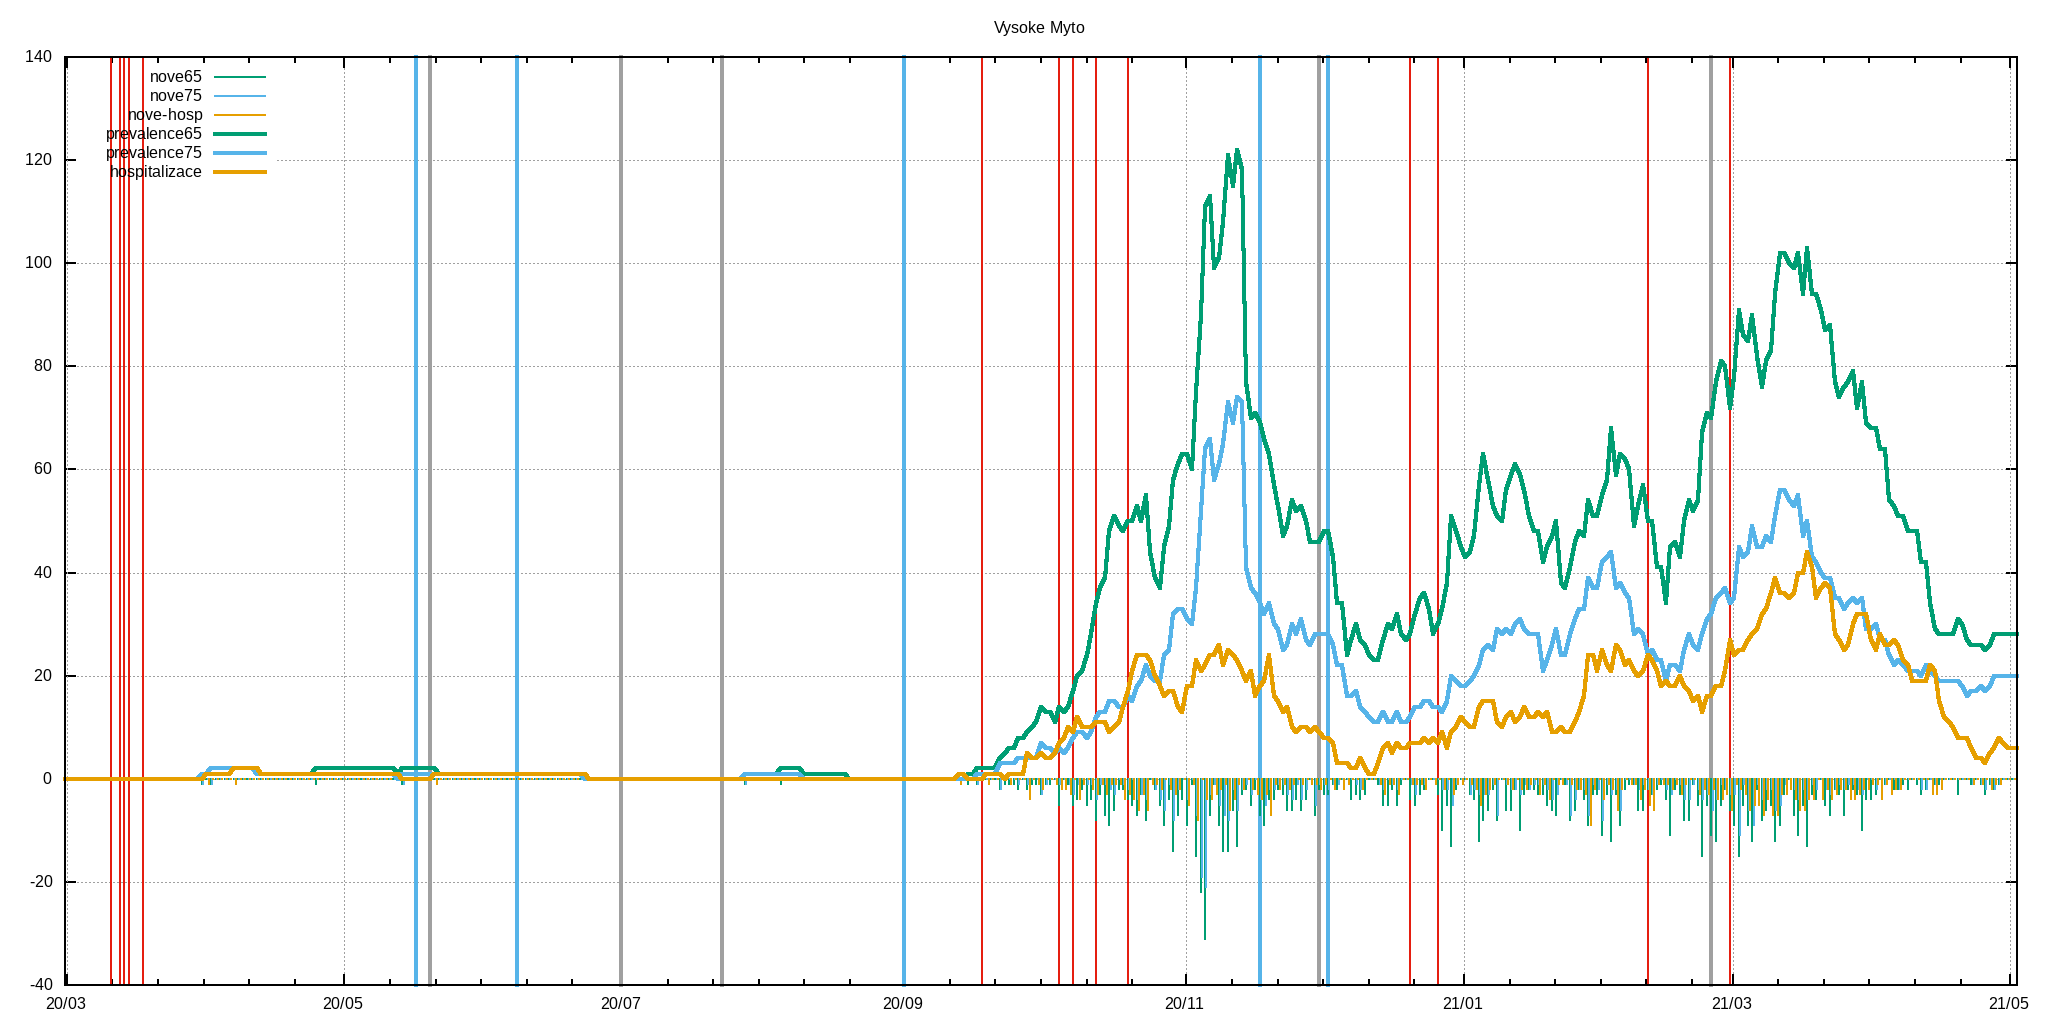 Vysoke Myto
140
120
100
80
60
40
20
0
-20
-40
nove65
nove75
nove-hosp
prevalence65
prevalence75
hospitalizace
20/03 20/05 20/07 20/09 20/11 21/01 21/03 21/05